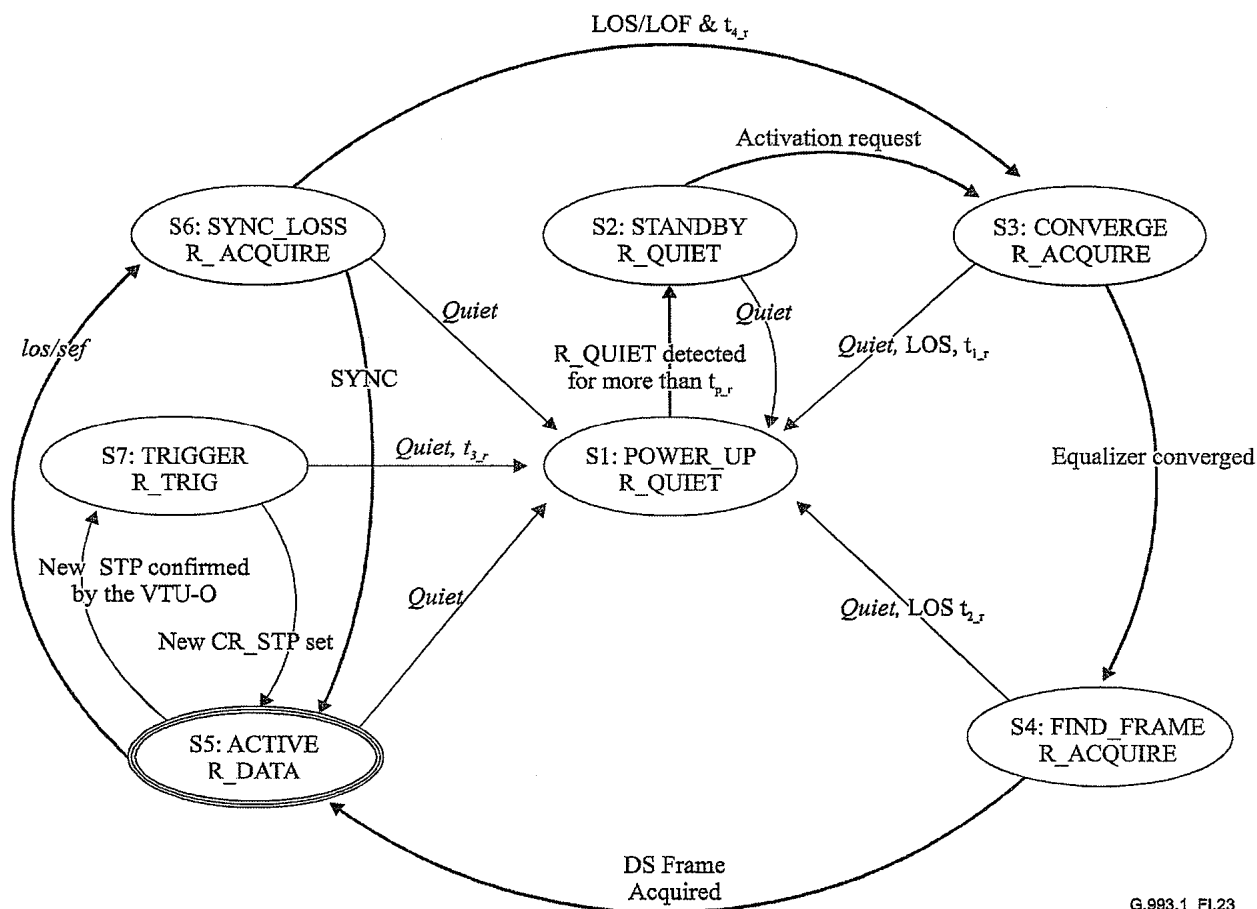 LOS/LOF & t4_r
Activation request
S6: SYNC_LOSS
R_ ACQUIRE
S2: STANDBY
R_QUIET
S3: CONVERGE
R_ACQUIRE
Quiet
Quiet
los/sef
SYNC
R_QUIET detected
for more than tp_r
Quiet, LOS, t1_r
S7: TRIGGER
R_TRIG
Quiet, t3_r
S1: POWER_UP
R_QUIET
Equalizer converged
New STP confirmed
by the VTU-O
Quiet
Quiet, LOS t2_r
New CR_STP set
S5: ACTIVE
R_DATA
S4: FIND_FRAME
R_ACQUIRE
DS Frame
Acquired
G.993.1_FI.23